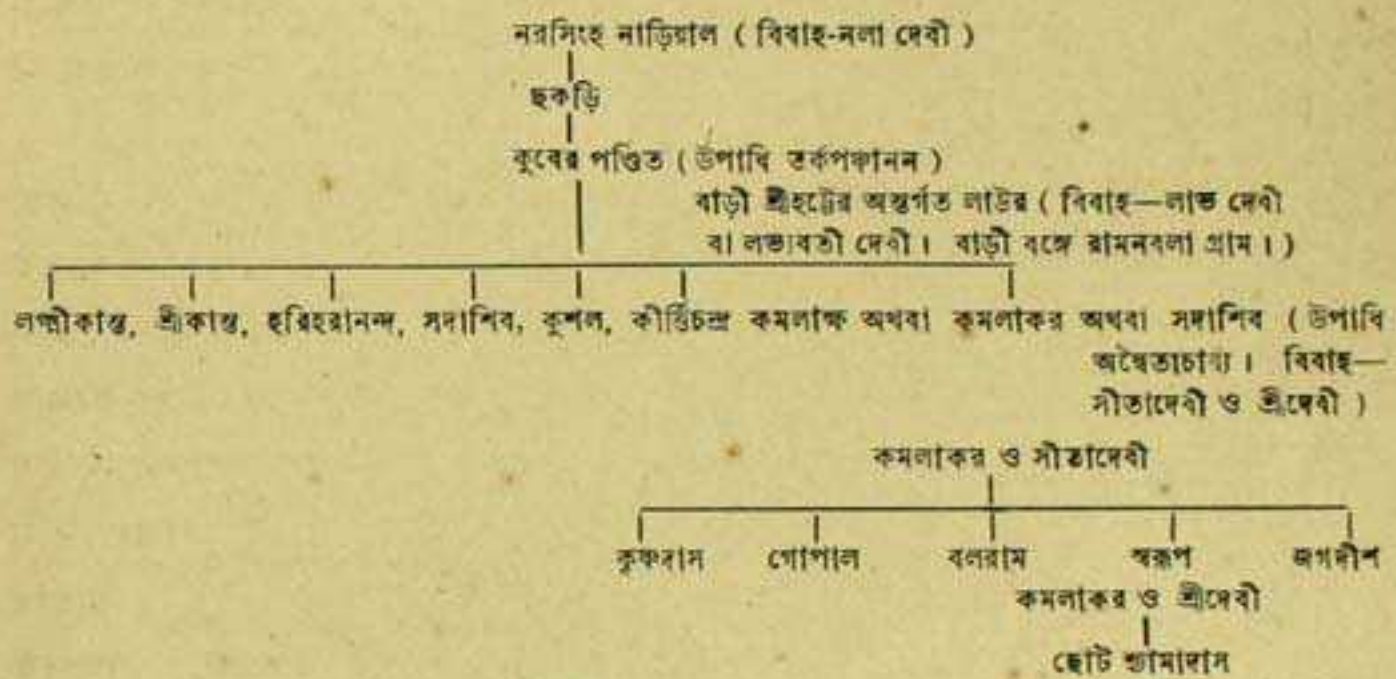 নরসিংহ নাড়িয়াল ( বিবাহ-নলা দেবী )
ছকড়ি
কুবের পণ্ডিত ( উপাধি তর্কপঞ্চানন )
বাড়ী শ্রীহট্টের অন্তর্গত লাউর ( বিবাহ—লাভ দেবী
বা লভাবতী দেবী। বাড়ী বঙ্গে রামনবলা গ্রাম। )
লক্ষ্মীকান্ত, শ্রীকান্ত, হরিহরানন্দ, সদাশিব, কুশল, কীর্ত্তিচন্দ্র কমলাক্ষ অথবা কমলাকর অথবা সদাশিব ( উপাধি
অদ্বৈতাচার্য্য। বিবাহ—
সীতাদেবী ও শ্রীদেবী )
কমলাকর ও সীতাদেবী
কৃষ্ণদাস গোপাল বলরাম স্বরূপ জগদীশ
কমলাকর ও শ্রীদেবী
ছোট শ্যামাদাস